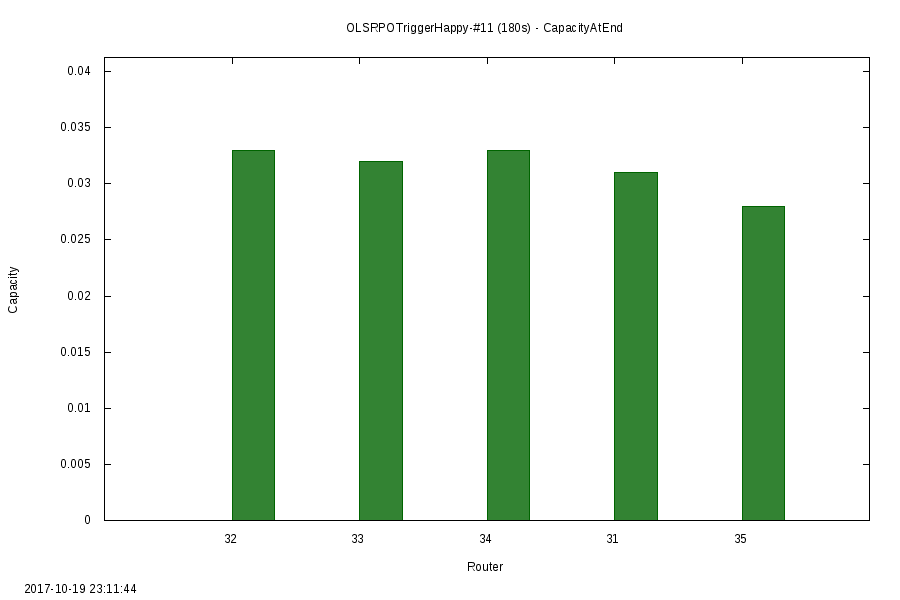 OLSRPOTriggerHappy-#11 (180s) - CapacityAtEnd
0.04
0.035
0.03
0.025
0.02
0.015
0.01
0.005
0
Capacity
32 33 34 31 35
Router
2017-10-19 23:11:44